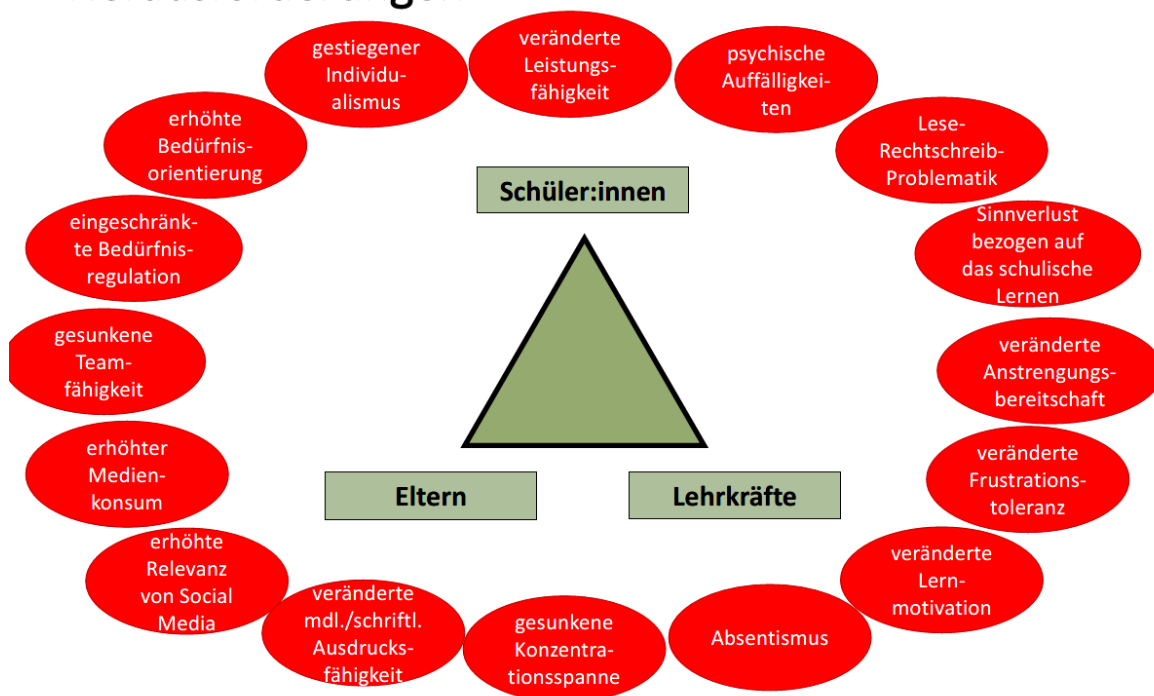 gestiegener
Individu-
alismus
veränderte
Leistungs-
fähigkeit
psychische
Auffälligkei-
ten
erhöhte
Bedürfnis-
orientierung
Lese-
Rechtschreib-
Problematik
Schüler:innen
eingeschränk-
te Bedürfnis-
regulation
Sinnverlust
bezogen auf
das schulische
Lernen
gesunkene
Team-
fähigkeit
veränderte
Anstrengungs-
bereitschaft
erhöhter
Medien-
konsum
Eltern
Lehrkräfte
veränderte
Frustrations-
toleranz
erhöhte
Relevanz
von Social
Media
veränderte
mdl./schriftl.
Ausdrucks-
fähigkeit
gesunkene
Konzentra-
tionsspanne
Absentismus
veränderte
Lern-
motivation